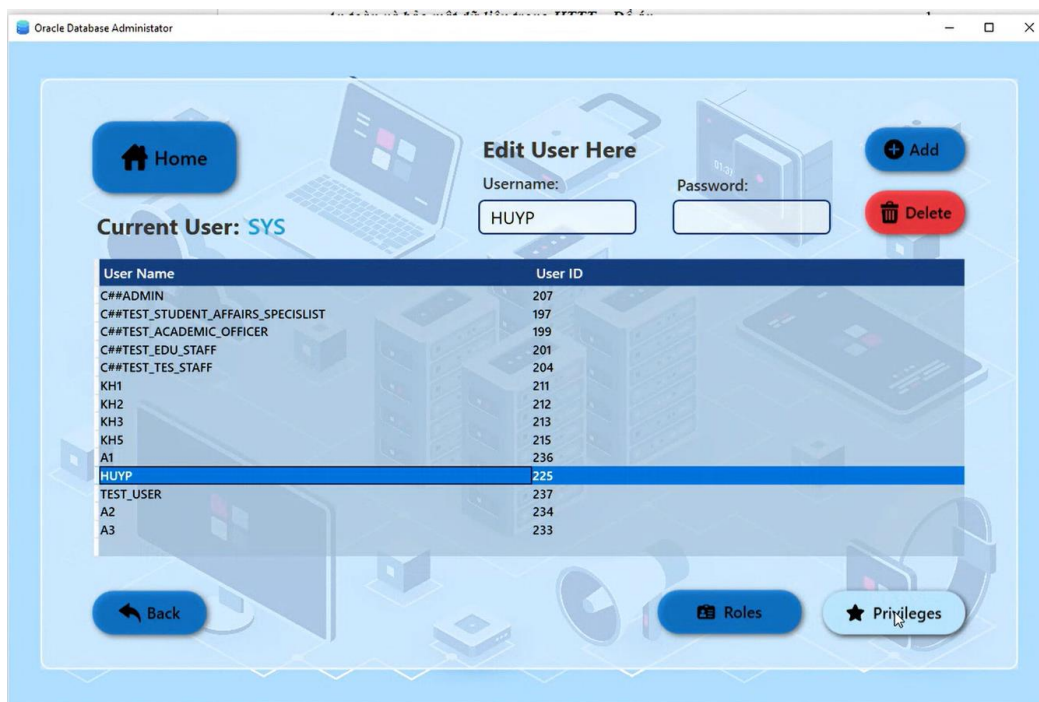 Oracle Database Administator
Home
Edit User Here
Add
Username:
Password:
HUYP
Delete
Current User: SYS
User Name User ID
C##ADMIN 207
C##TEST_STUDENT_AFFAIRS_SPECISLIST 197
C##TEST_ACADEMIC_OFFICER 199
C##TEST_EDU_STAFF 201
C##TEST_TES_STAFF 204
KH1 211
KH2 212
KH3 213
KH5 215
A1 236
HUYP 225
TEST_USER 237
A2 234
A3 233
Back
Roles
Privileges